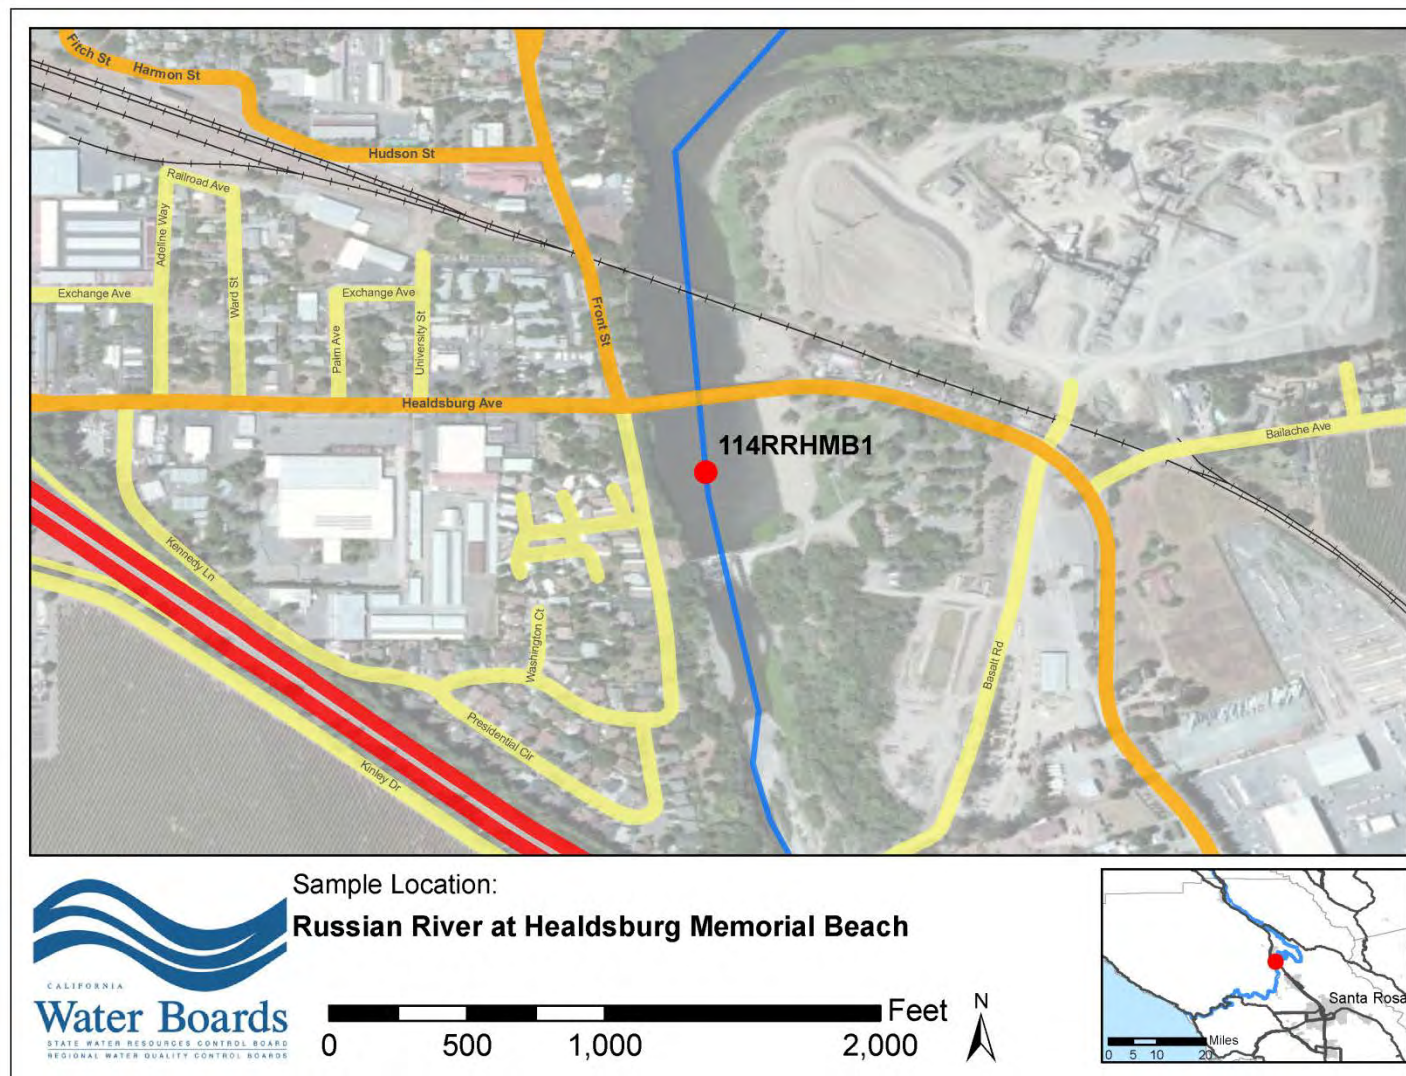 Fitch St
Harmon St
Hudson St
Railroad Ave
Adeline Way
Ward St
Exchange Ave
Exchange Ave
Palm Ave
University St
Front St
Healdsburg Ave
114RRHMB1
Bailache Ave
Kennedy Ln
Washington Ct
Basalt Rd
Presidential Cir
Kinley Dr
Sample Location:
Russian River at Healdsburg Memorial Beach
CALIFORNIA
Water Boards
STATE WATER RESOURCES CONTROL BOARD
REGIONAL WATER QUALITY CONTROL BOARDS
Feet
0 500 1,000 2,000
N
Santa Rosa
Miles
0 5 10 20